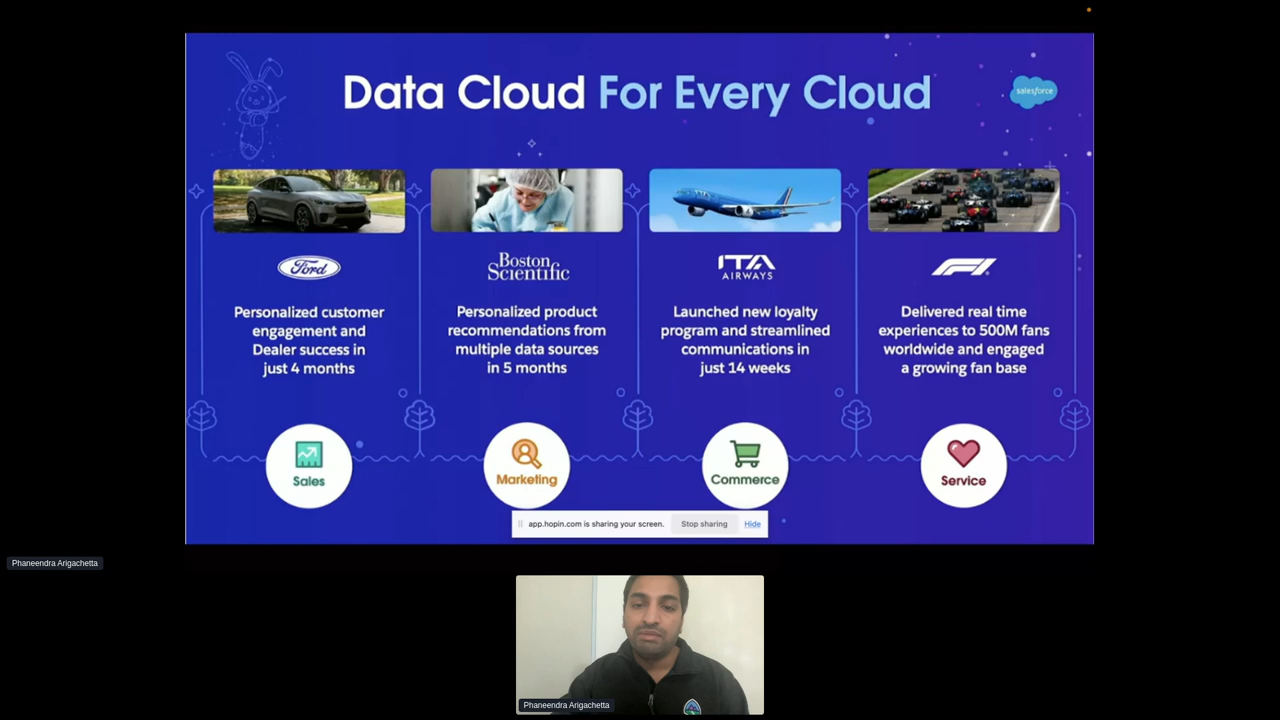 Data Cloud For Every Cloud
salesforce
ITA
Ford
Boston
Scientific
ITA
AIRWAYS
F1
Personalized customer
engagement and
Dealer success in
just 4 months
Personalized product
recommendations from
multiple data sources
in 5 months
Launched new loyalty
program and streamlined
communications in
just 14 weeks
Delivered real time
experiences to 500M fans
worldwide and engaged
a growing fan base
Sales
Marketing
Commerce
Service
app.hopin.com is sharing your screen.
Stop sharing
Hide
Phaneendra Arigachetta
Phaneendra Arigachetta